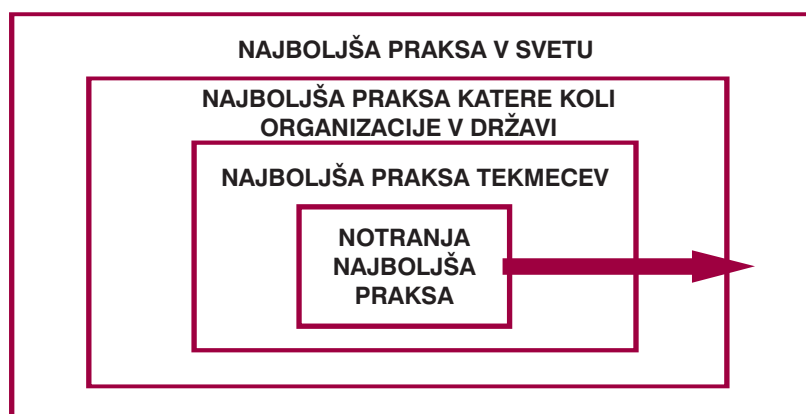 NAJBOLJŠA PRAKSA V SVETU
NAJBOLJŠA PRAKSA KATERE KOLI
ORGANIZACIJE V DRŽAVI
NAJBOLJŠA PRAKSA TEKMECEV
NOTRANJA
NAJBOLJŠA
PRAKSA